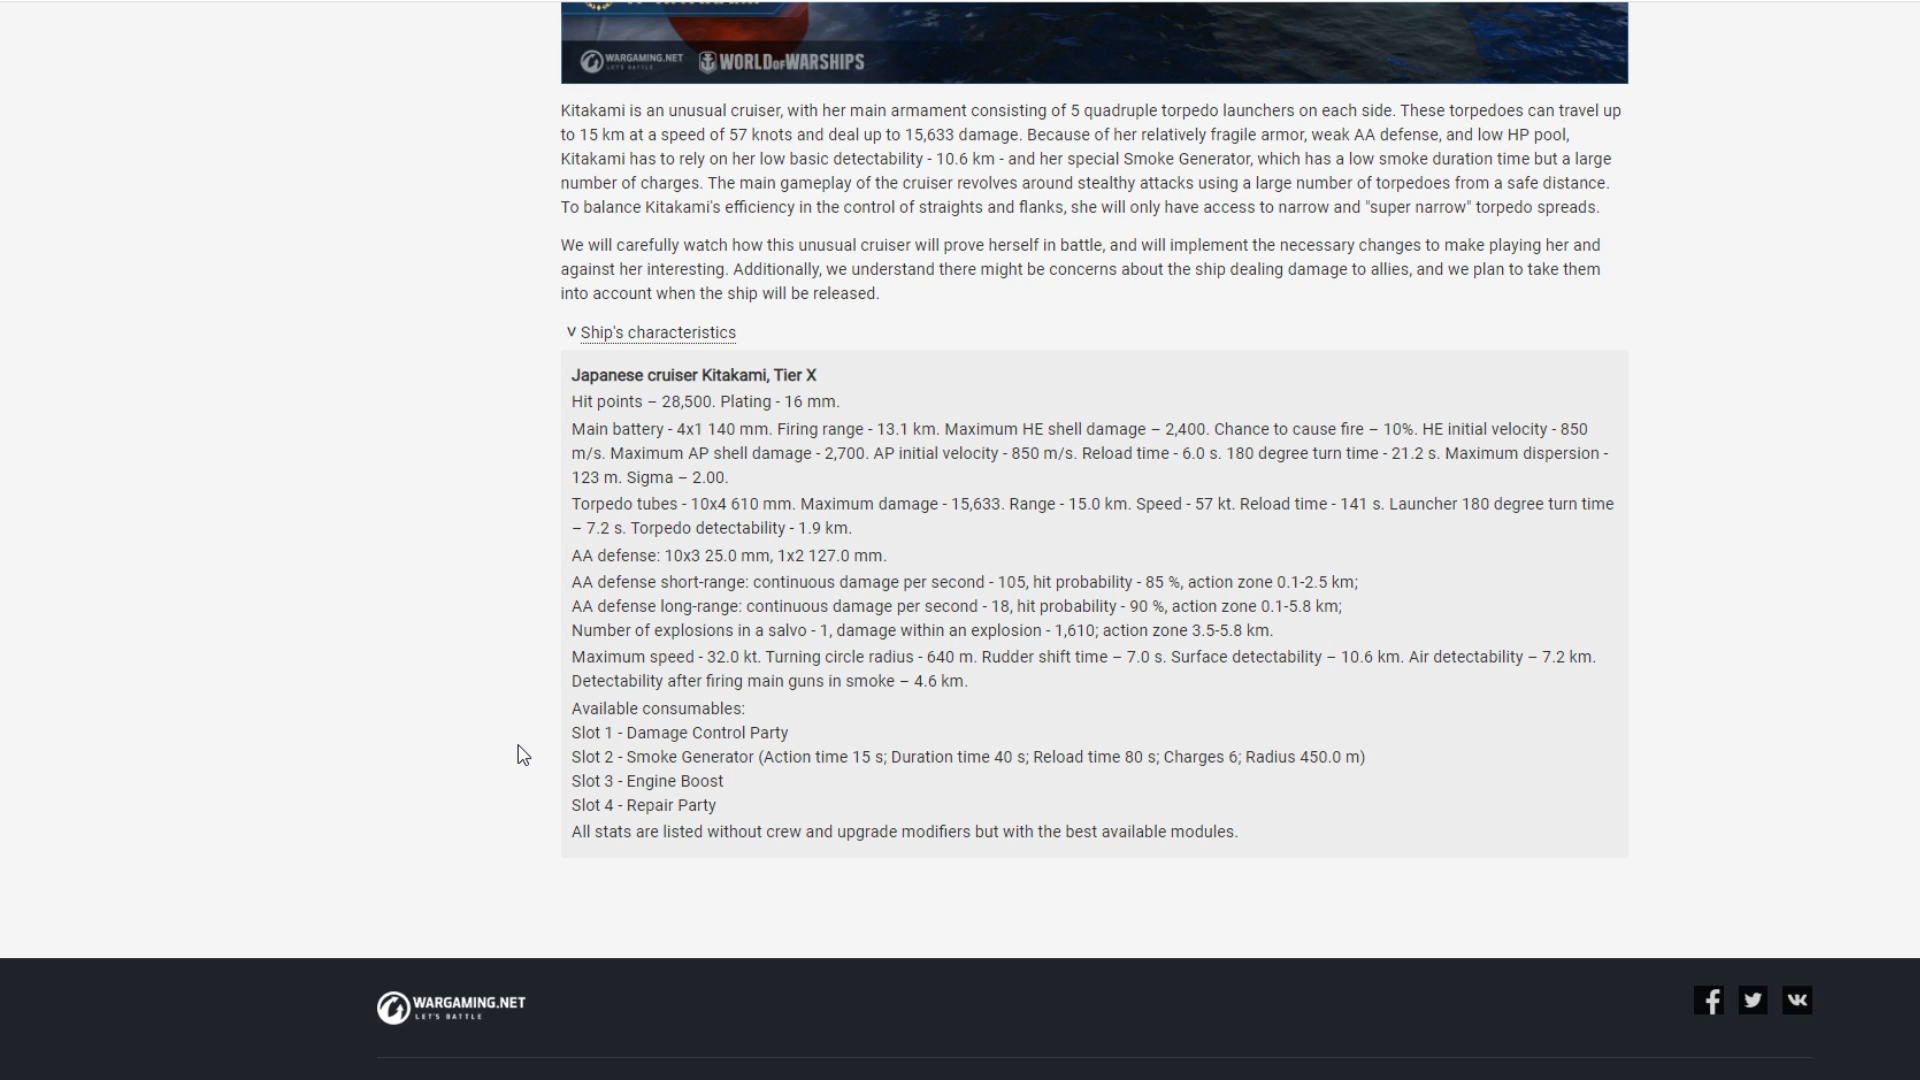 WARGAMING.NET
LET'S BATTLE
WORLD OF WARSHIPS
Kitakami is an unusual cruiser, with her main armament consisting of 5 quadruple torpedo launchers on each side. These torpedoes can travel up
to 15 km at a speed of 57 knots and deal up to 15,633 damage. Because of her relatively fragile armor, weak AA defense, and low HP pool,
Kitakami has to rely on her low basic detectability - 10.6 km - and her special Smoke Generator, which has a low smoke duration time but a large
number of charges. The main gameplay of the cruiser revolves around stealthy attacks using a large number of torpedoes from a safe distance.
To balance Kitakami's efficiency in the control of straights and flanks, she will only have access to narrow and "super narrow" torpedo spreads.
We will carefully watch how this unusual cruiser will prove herself in battle, and will implement the necessary changes to make playing her and
against her interesting. Additionally, we understand there might be concerns about the ship dealing damage to allies, and we plan to take them
into account when the ship will be released.
v Ship's characteristics
Japanese cruiser Kitakami, Tier X
Hit points – 28,500. Plating - 16 mm.
Main battery - 4x1 140 mm. Firing range - 13.1 km. Maximum HE shell damage – 2,400. Chance to cause fire – 10%. HE initial velocity - 850
m/s. Maximum AP shell damage - 2,700. AP initial velocity - 850 m/s. Reload time - 6.0 s. 180 degree turn time - 21.2 s. Maximum dispersion -
123 m. Sigma – 2.00.
Torpedo tubes - 10x4 610 mm. Maximum damage - 15,633. Range - 15.0 km. Speed - 57 kt. Reload time - 141 s. Launcher 180 degree turn time
– 7.2 s. Torpedo detectability - 1.9 km.
AA defense: 10x3 25.0 mm, 1x2 127.0 mm.
AA defense short-range: continuous damage per second - 105, hit probability - 85 %, action zone 0.1-2.5 km;
AA defense long-range: continuous damage per second - 18, hit probability - 90 %, action zone 0.1-5.8 km;
Number of explosions in a salvo - 1, damage within an explosion - 1,610; action zone 3.5-5.8 km.
Maximum speed - 32.0 kt. Turning circle radius - 640 m. Rudder shift time – 7.0 s. Surface detectability – 10.6 km. Air detectability – 7.2 km.
Detectability after firing main guns in smoke – 4.6 km.
Available consumables:
Slot 1 - Damage Control Party
Slot 2 - Smoke Generator (Action time 15 s; Duration time 40 s; Reload time 80 s; Charges 6; Radius 450.0 m)
Slot 3 - Engine Boost
Slot 4 - Repair Party
All stats are listed without crew and upgrade modifiers but with the best available modules.
WARGAMING.NET
LET'S BATTLE